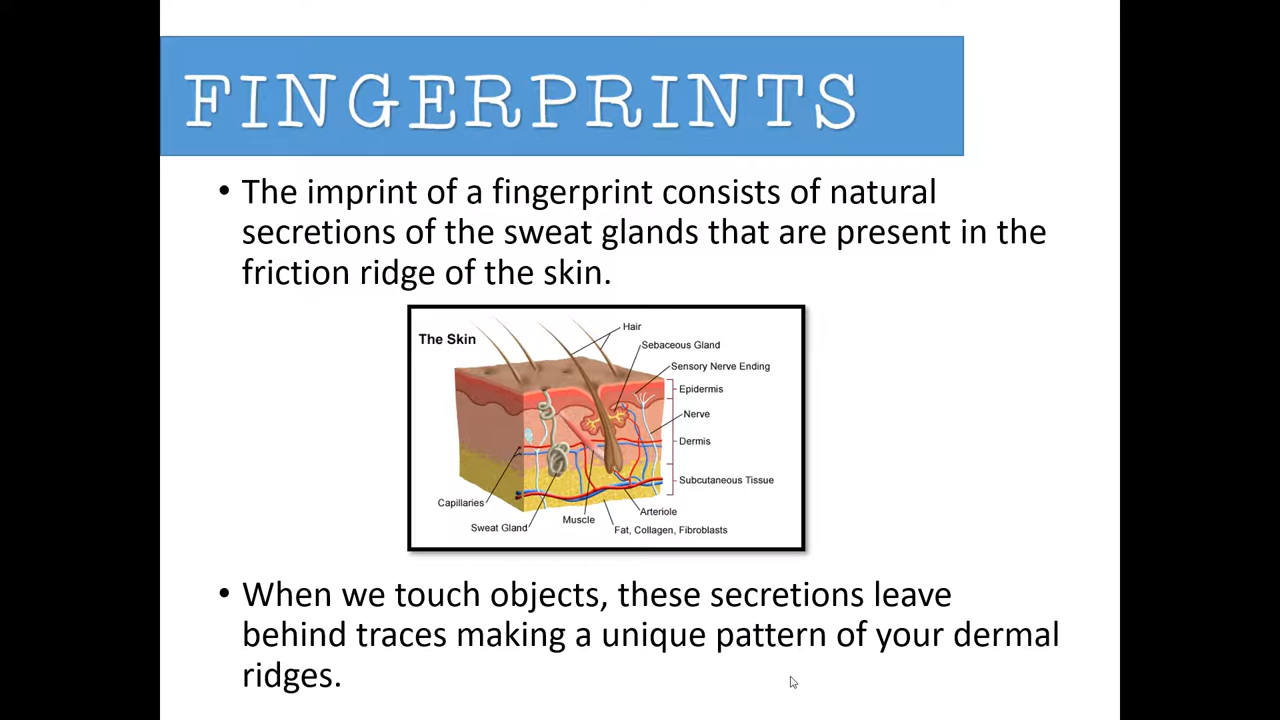 FINGERPRINTS
• The imprint of a fingerprint consists of natural
secretions of the sweat glands that are present in the
friction ridge of the skin.
The Skin
Hair
Sebaceous Gland
Sensory Nerve Ending
Epidermis
Nerve
Dermis
Subcutaneous Tissue
Capillaries
Arteriole
Muscle
Sweat Gland
Fat, Collagen, Fibroblasts
• When we touch objects, these secretions leave
behind traces making a unique pattern of your dermal
ridges.